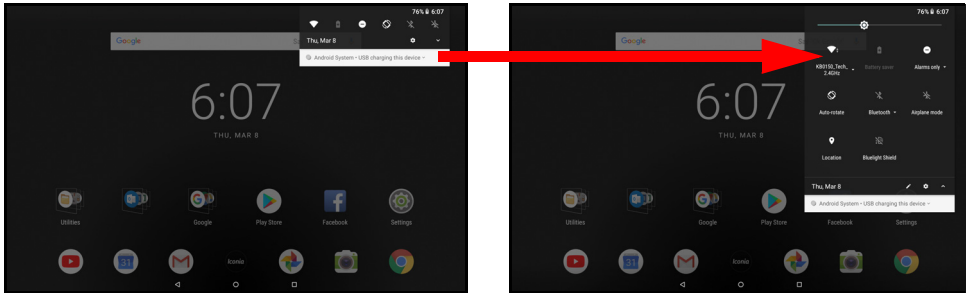 76% 6:07
Google
Thu, Mar 8
Android System • USB charging this device
6:07
THU, MAR 8
Utilities
Google
Play Store
Facebook
Settings
31
Iconia
76% 6:07
Google
KB0150_Tech_
2.4GHz
Battery saver
Alarms only
Auto-rotate
Bluetooth
Airplane mode
Location
Bluelight Shield
Thu, Mar 8
Android System • USB charging this device
6:07
THU, MAR 8
Utilities
Google
Play Store
Facebook
Settings
31
Iconia